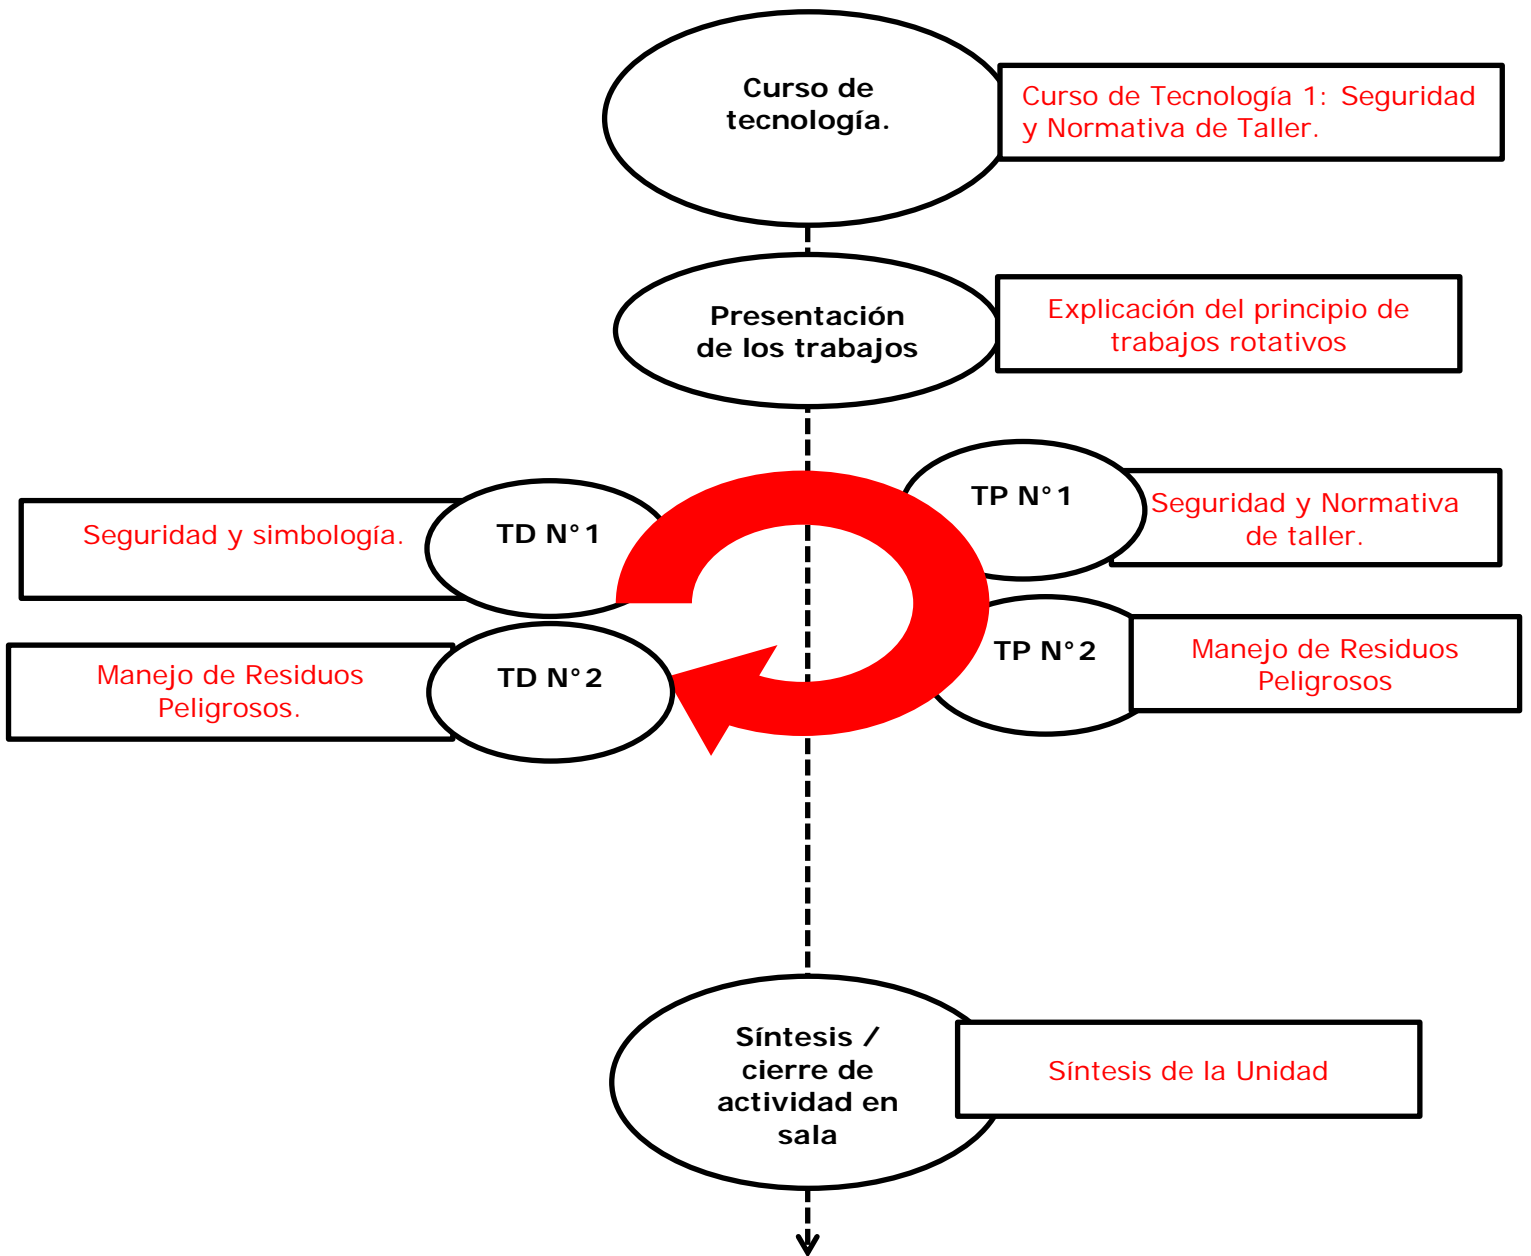 Curso de
tecnología.
Curso de Tecnología 1: Seguridad
y Normativa de Taller.
Presentación
de los trabajos
Explicación del principio de
trabajos rotativos
Seguridad y simbología.
TD N°1
TP N°1
Seguridad y Normativa
de taller.
Manejo de Residuos
Peligrosos.
TD N°2
TP N°2
Manejo de Residuos
Peligrosos
Síntesis /
cierre de
actividad en
sala
Síntesis de la Unidad